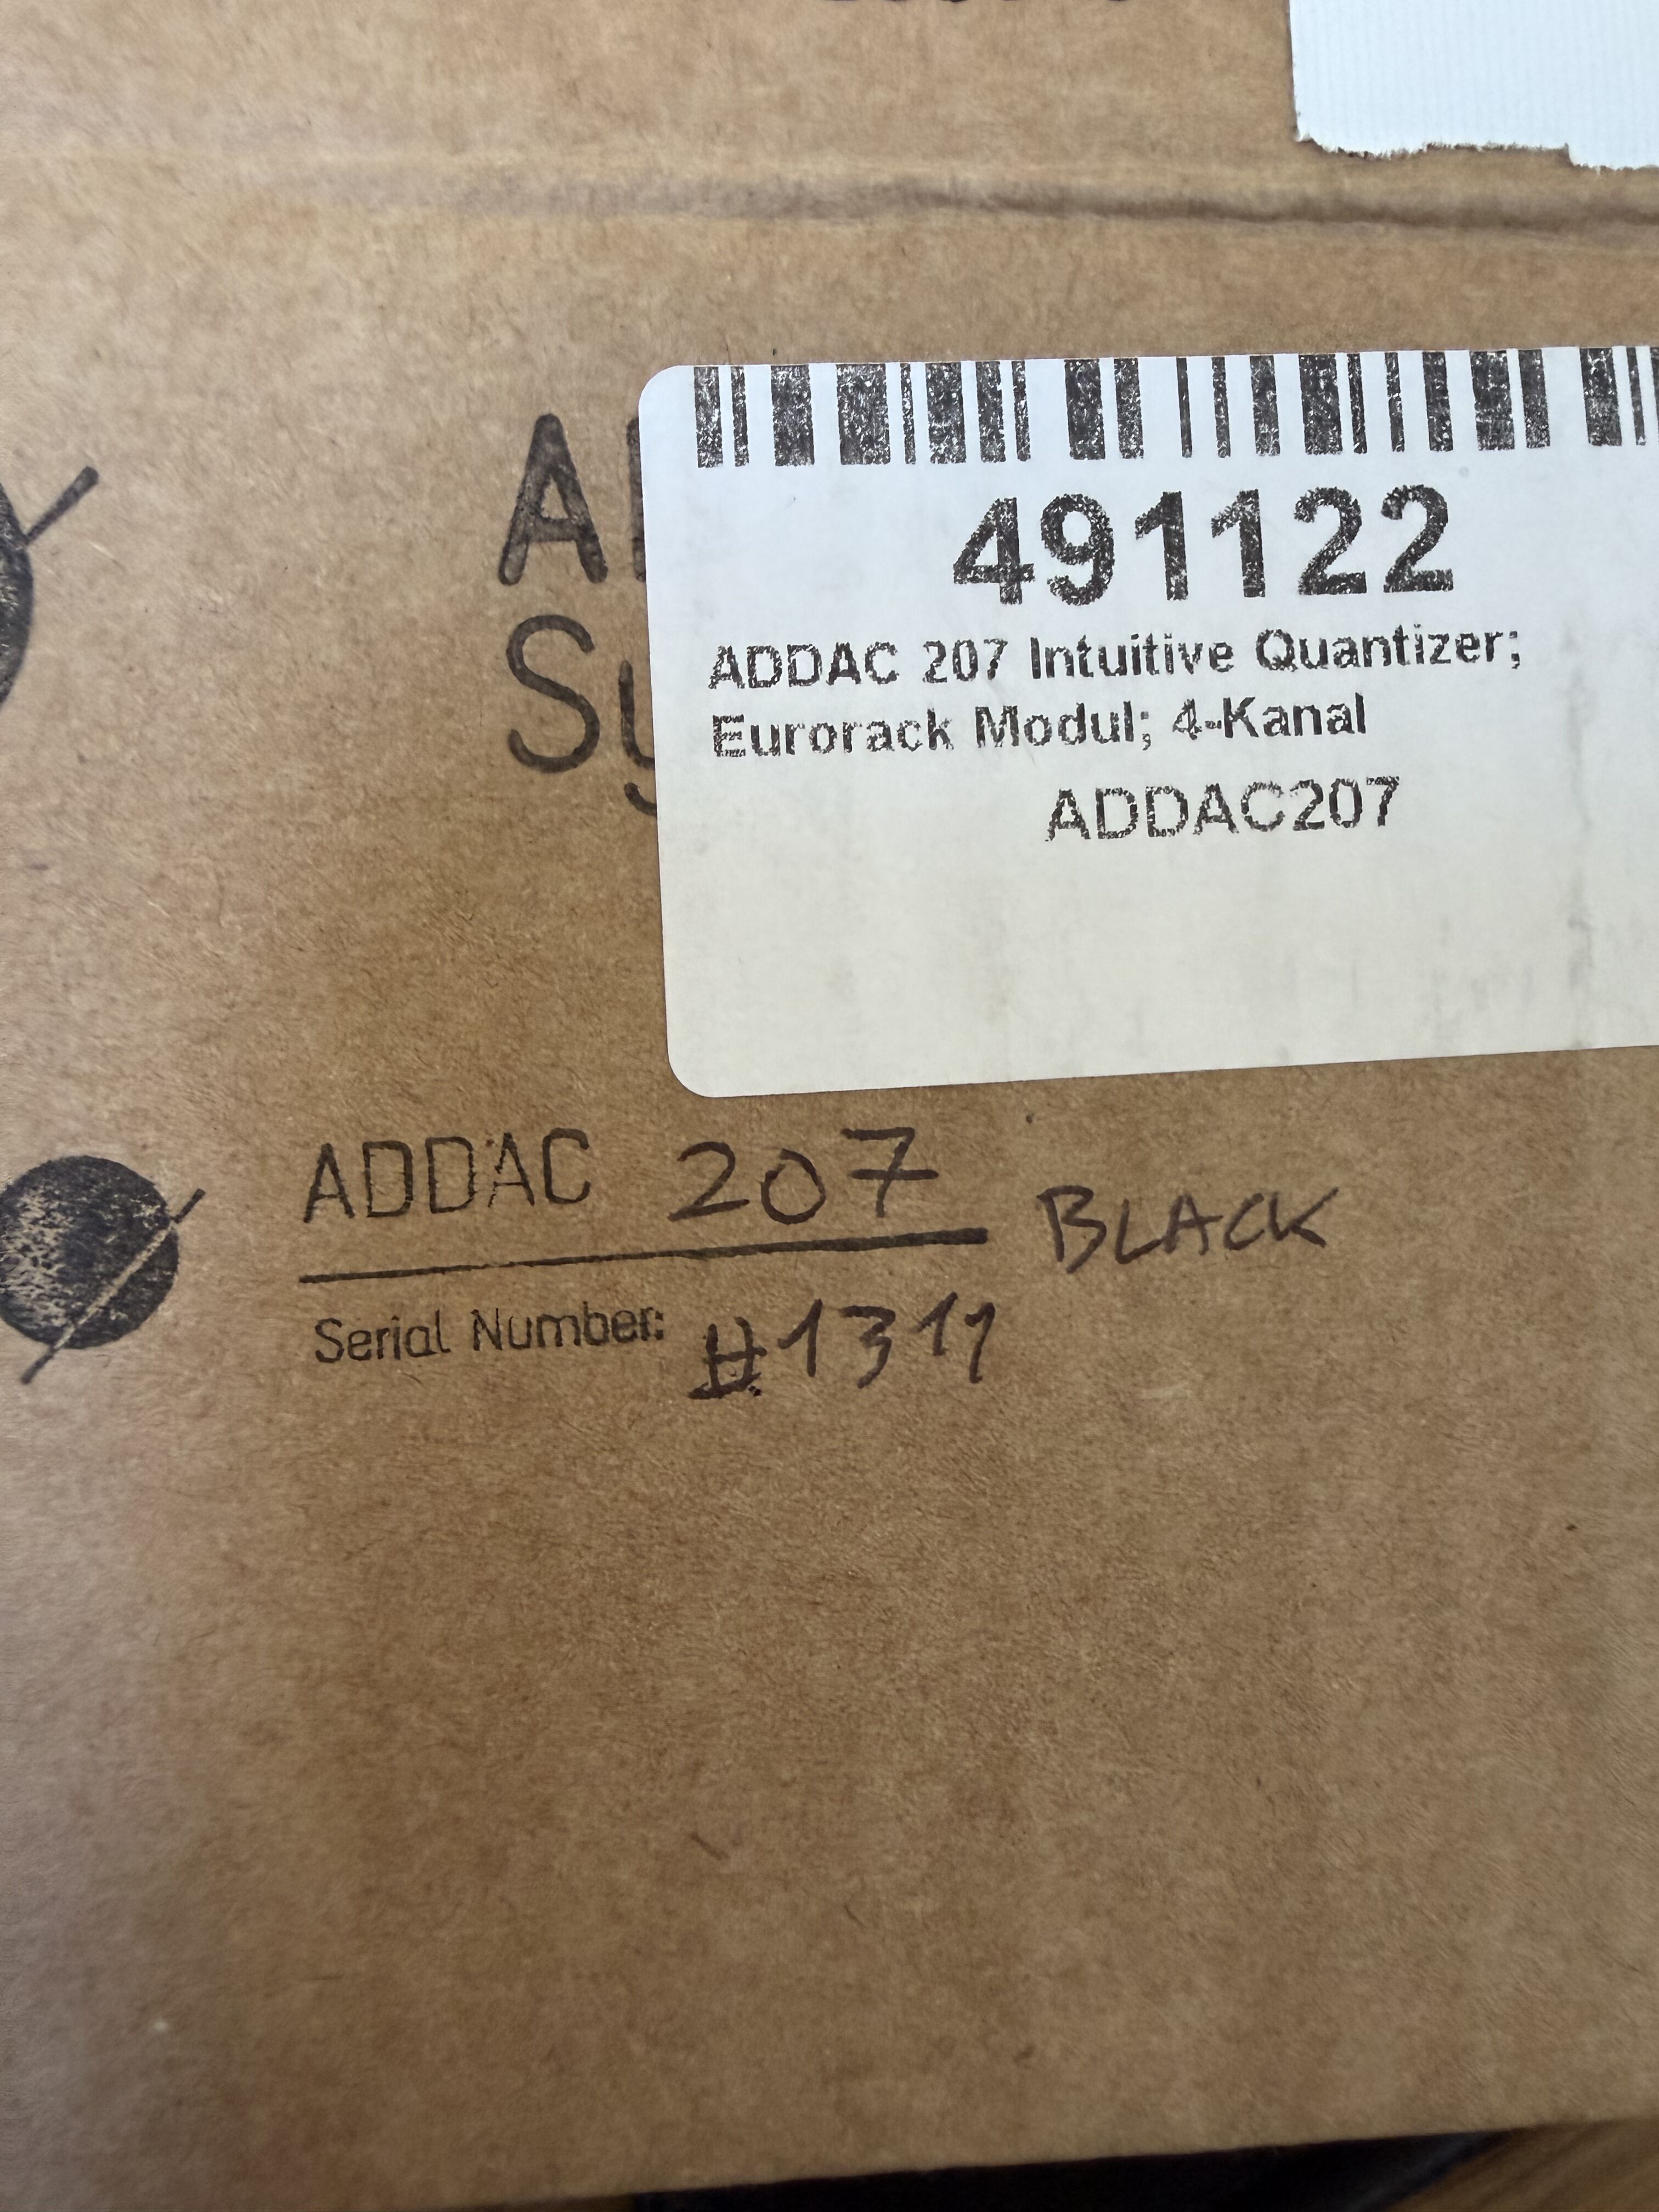 491122
ADDAC 207 Intuitive Quantizer;
Eurorack Modul; 4-Kanal
ADDAC207
ADDAC 207 BLACK
Serial Number: #1311